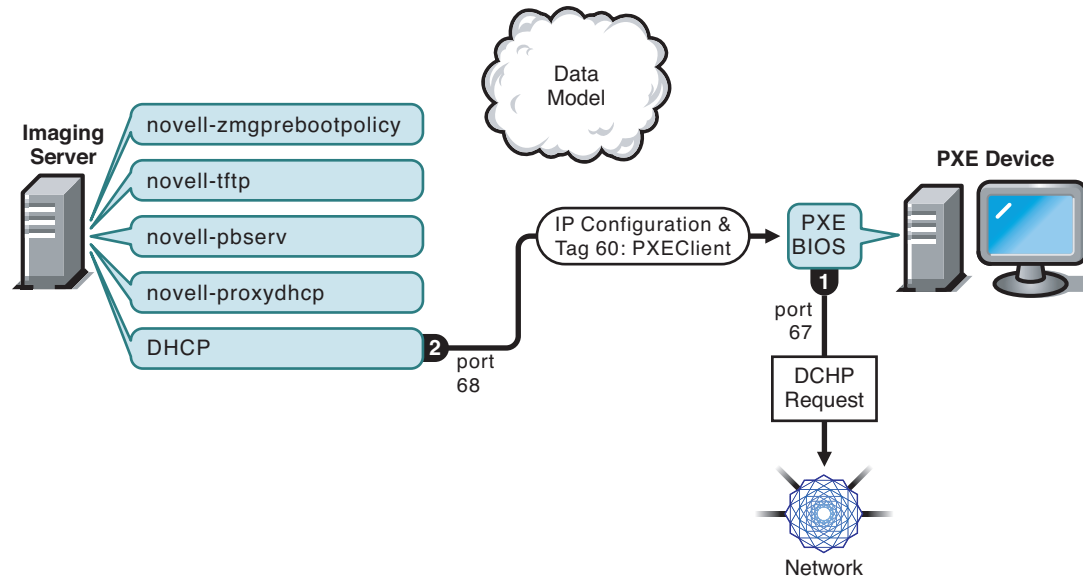 Data
Model
Imaging
Server
novell-zmgprebootpolicy
novell-tftp
novell-pbserv
novell-proxydhcp
DHCP
2
port
68
IP Configuration &
Tag 60: PXEClient
PXE Device
PXE
BIOS
1
port
67
DCHP
Request
Network